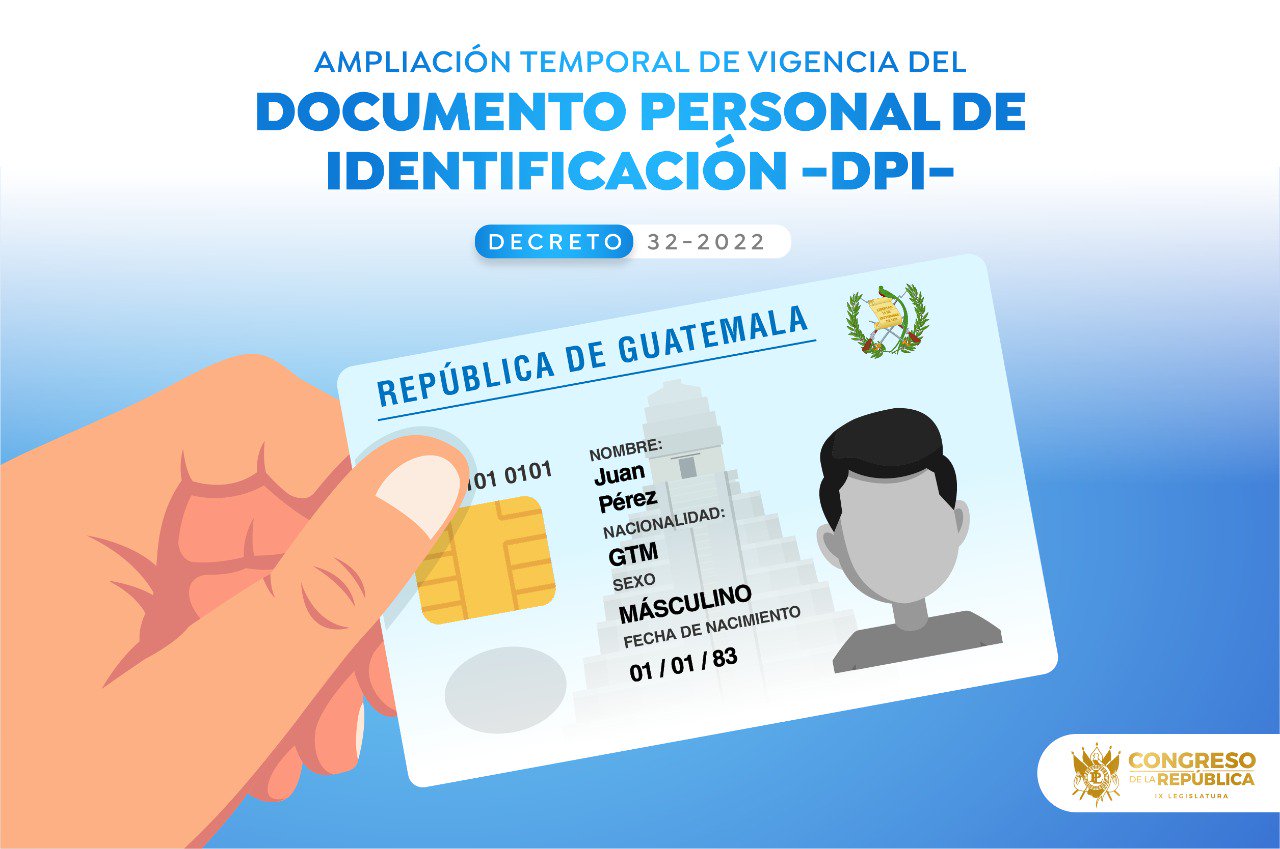 AMPLIACIÓN TEMPORAL DE VIGENCIA DEL
DOCUMENTO PERSONAL DE
IDENTIFICACIÓN -DPI-
DECRETO 32-2022
REPÚBLICA DE GUATEMALA
101 0101
NOMBRE:
Juan
Pérez
NACIONALIDAD:
GTM
SEXO
MÁSCULINO
FECHA DE NACIMIENTO
01 / 01 / 83
CONGRESO
DE LA REPÚBLICA
IX LEGISLATURA